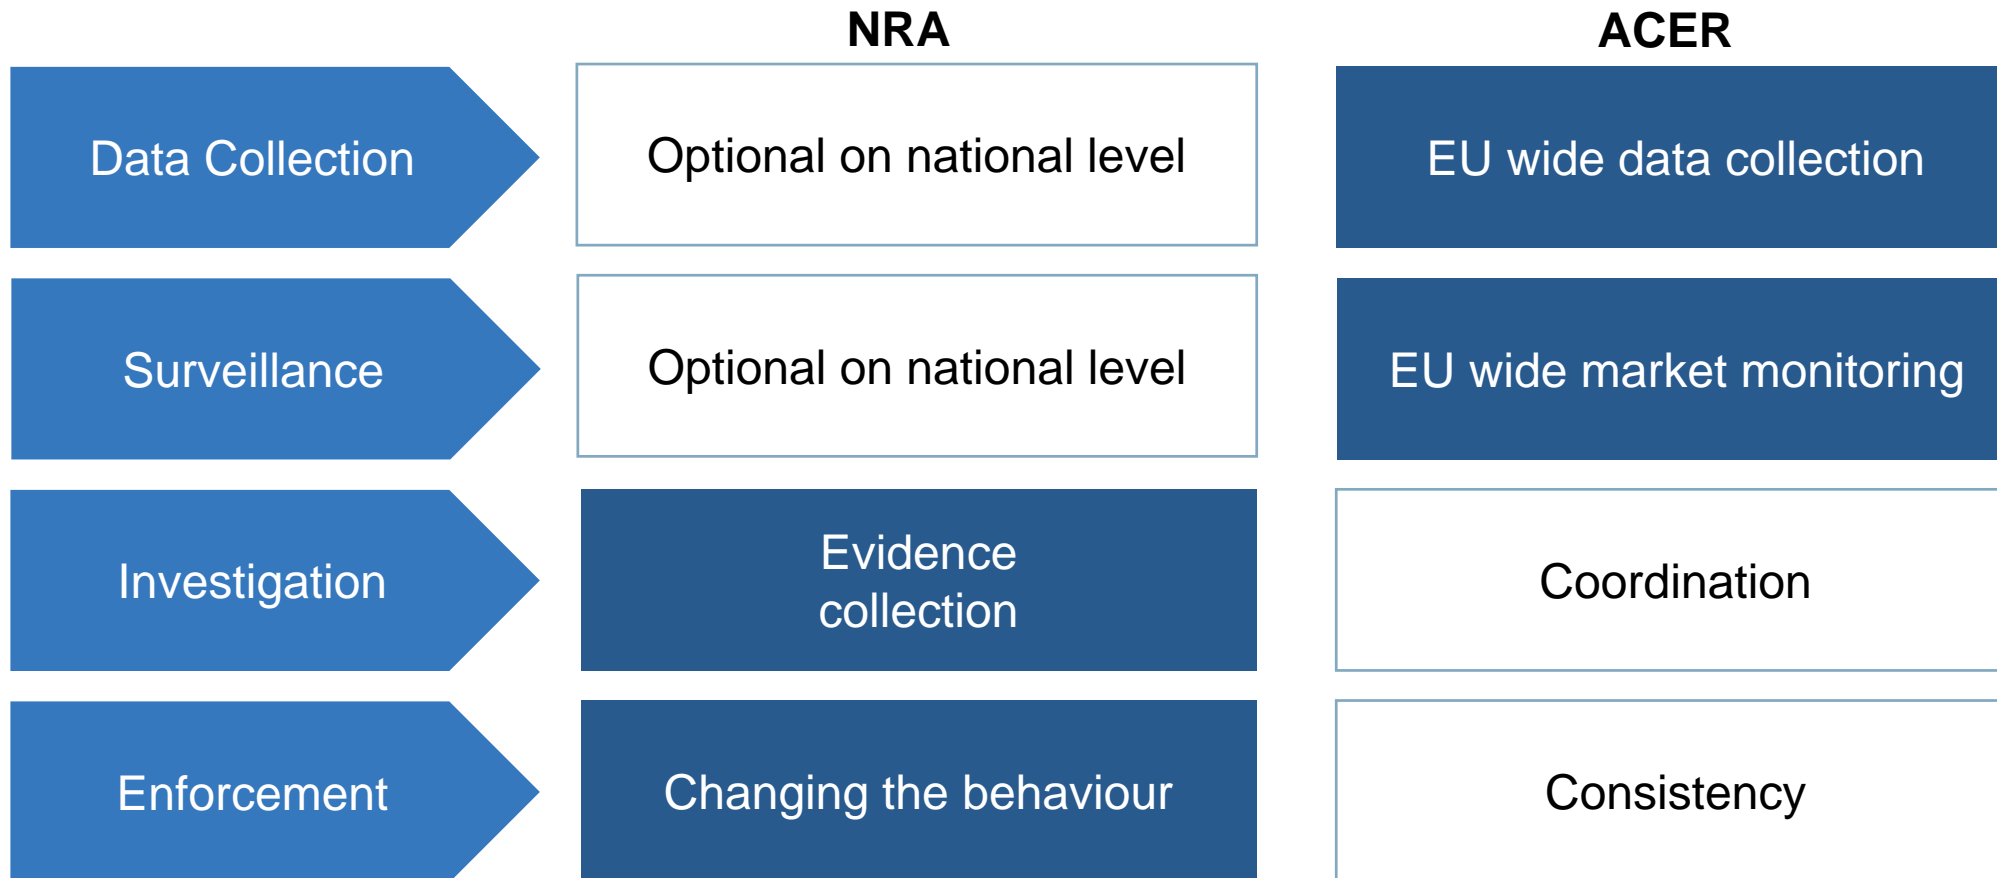 NRA
ACER
Data Collection
Optional on national level
EU wide data collection
Surveillance
Optional on national level
EU wide market monitoring
Investigation
Evidence
collection
Coordination
Enforcement
Changing the behaviour
Consistency